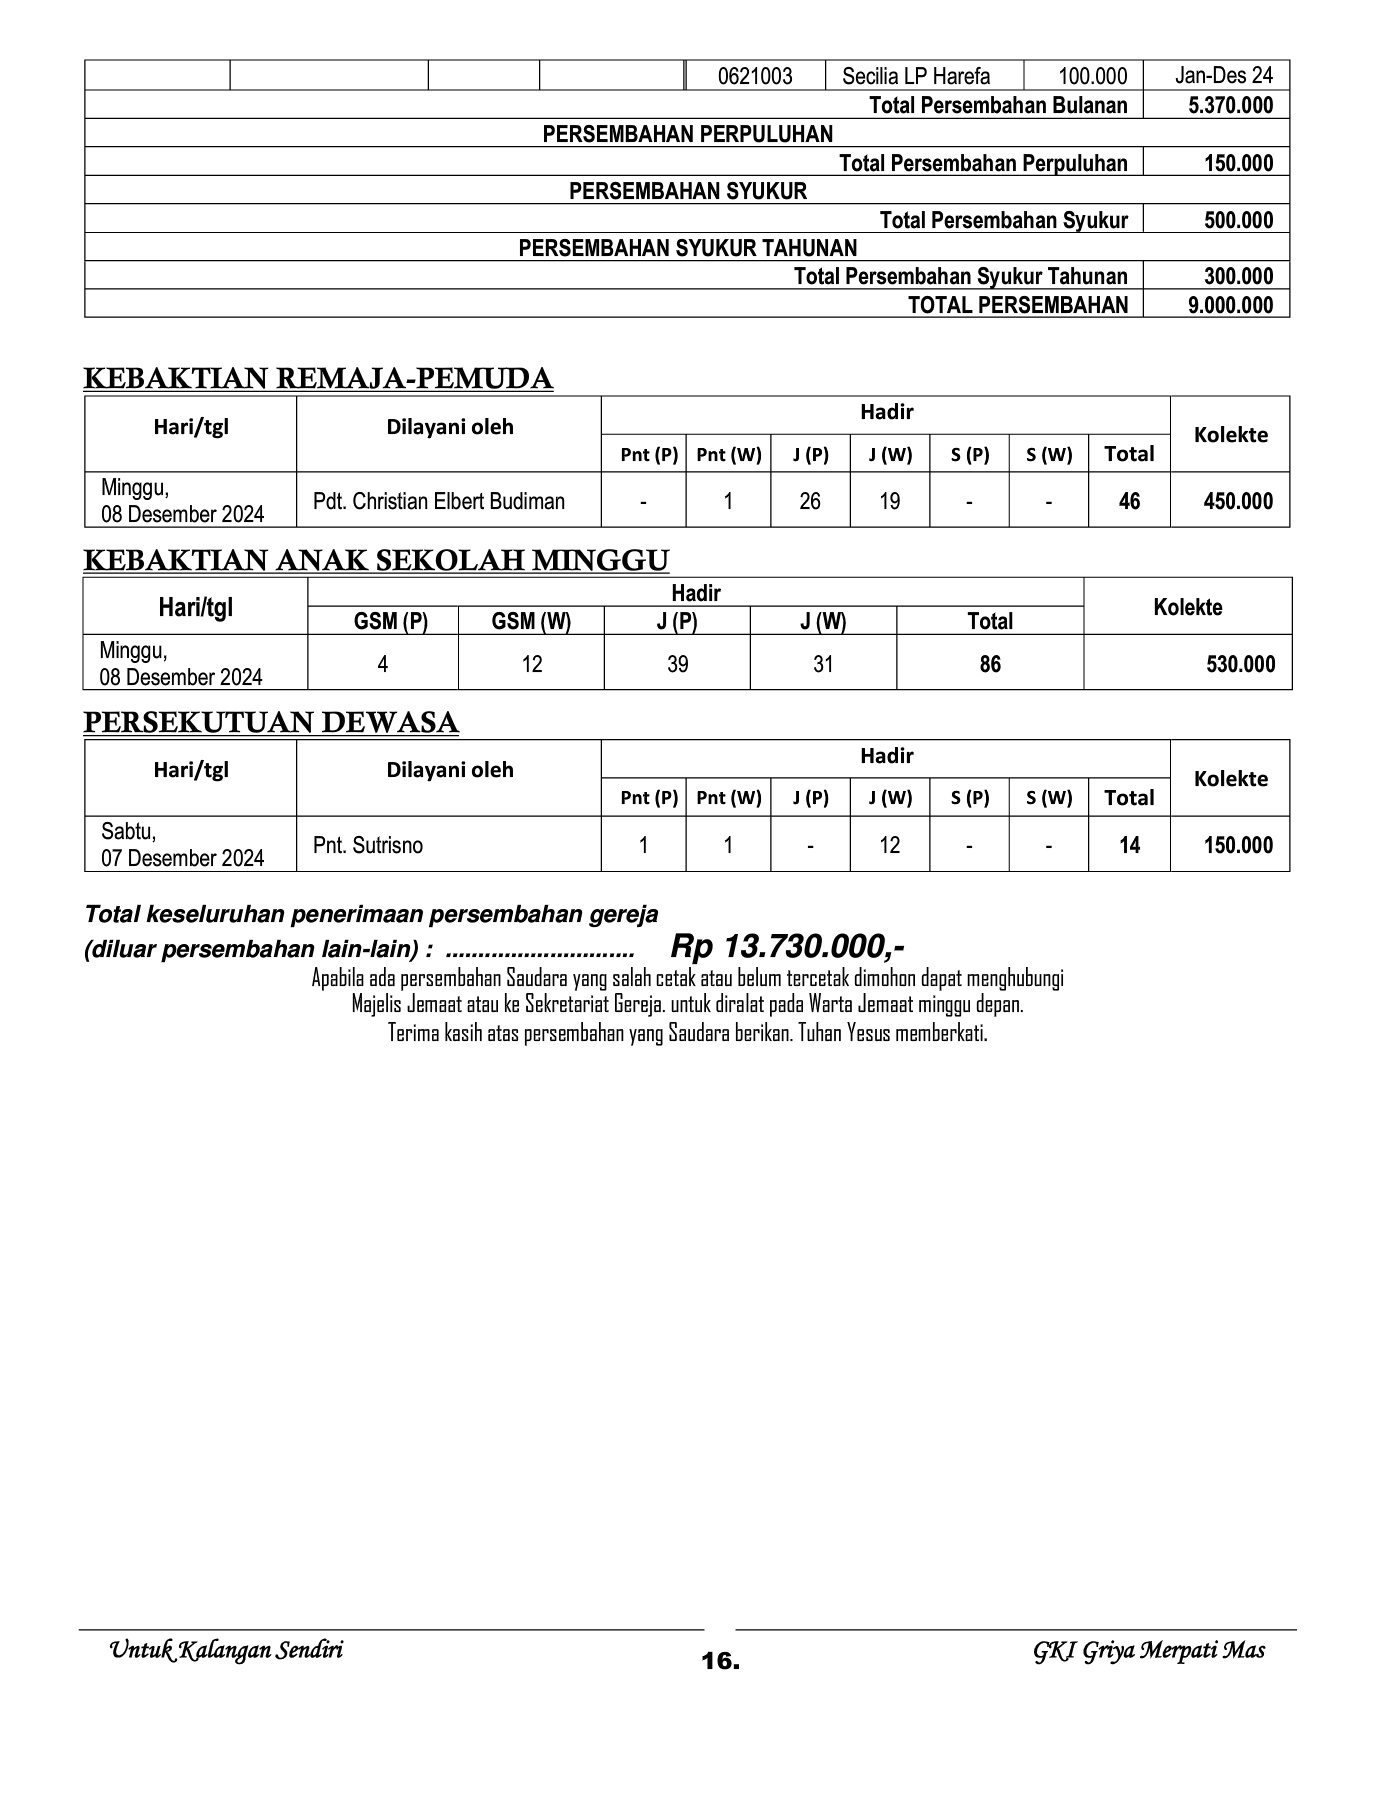 0621003 Secilia LP Harefa 100.000 Jan-Des 24
Total Persembahan Bulanan 5.370.000
PERSEMBAHAN PERPULUHAN
Total Persembahan Perpuluhan 150.000
PERSEMBAHAN SYUKUR
Total Persembahan Syukur 500.000
PERSEMBAHAN SYUKUR TAHUNAN
Total Persembahan Syukur Tahunan 300.000
TOTAL PERSEMBAHAN 9.000.000
KEBAKTIAN REMAJA-PEMUDA
Hari/tgl Dilayani oleh Hadir Kolekte
Pnt (P) Pnt (W) J (P) J (W) S (P) S (W) Total
Minggu,
08 Desember 2024 Pdt. Christian Elbert Budiman - 1 26 19 - - 46 450.000
KEBAKTIAN ANAK SEKOLAH MINGGU
Hari/tgl Hadir Kolekte
GSM (P) GSM (W) J (P) J (W) Total
Minggu,
08 Desember 2024 4 12 39 31 86 530.000
PERSEKUTUAN DEWASA
Hari/tgl Dilayani oleh Hadir Kolekte
Pnt (P) Pnt (W) J (P) J (W) S (P) S (W) Total
Sabtu,
07 Desember 2024 Pnt. Sutrisno 1 1 - 12 - - 14 150.000
Total keseluruhan penerimaan persembahan gereja
(diluar persembahan lain-lain) : .............................. Rp 13.730.000,-
Apabila ada persembahan Saudara yang salah cetak atau belum tercetak dimohon dapat menghubungi
Majelis Jemaat atau ke Sekretariat Gereja. untuk diralat pada Warta Jemaat minggu depan.
Terima kasih atas persembahan yang Saudara berikan. Tuhan Yesus memberkati.
Untuk Kalangan Sendiri 16. GKI Griya Merpati Mas